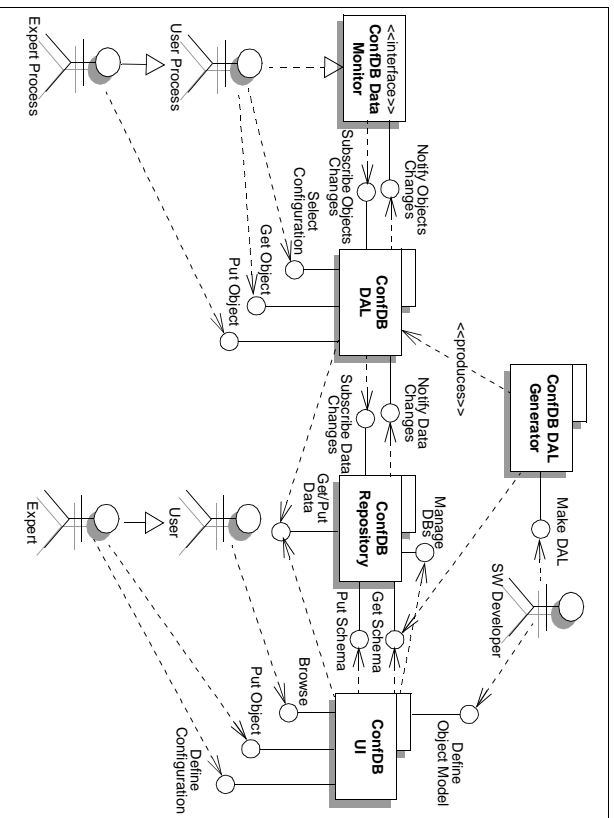 ConfDB DAL
Generator
Make DAL
SW Developer
<<produces>>
<<interface>>
ConfDB Data
Monitor
Notify Objects
Changes
Subscribe Objects
Changes
ConfDB
DAL
Notify Data
Changes
Subscribe Data
Changes
ConfDB
Repository
Manage
DBs
Get Schema
Put Schema
ConfDB
UI
Define
Object Model
User Process
Expert Process
Select
Configuration
Get Object
Put Object
Get/Put
Data
User
Expert
Browse
Put Object
Define
Configuration